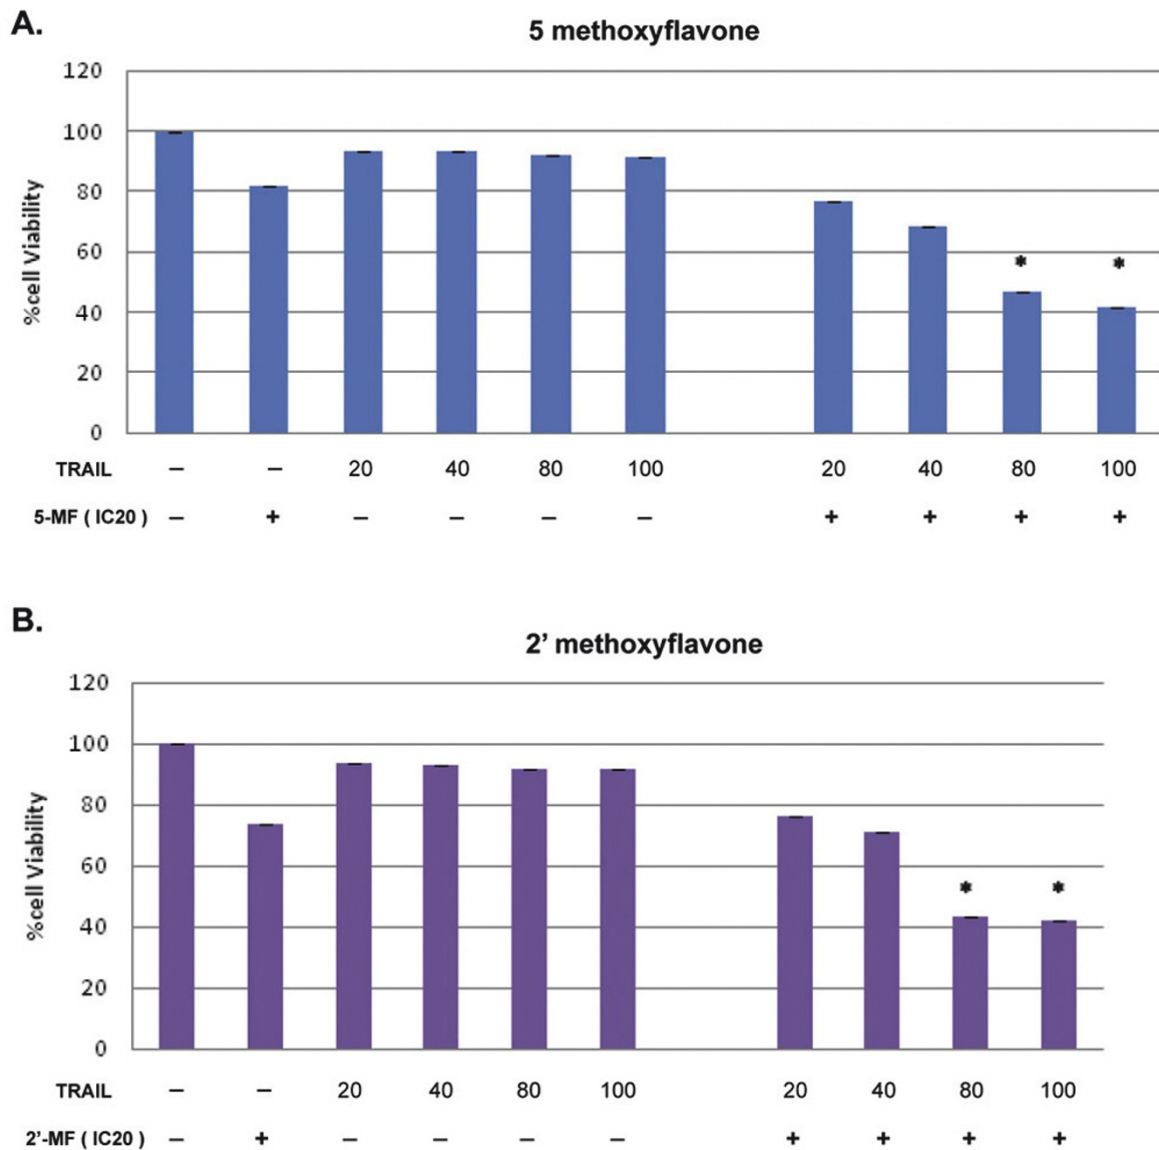 A.
5 methoxyflavone
120
100
80
60
40
20
0
%cell Viability
* *
TRAIL – – 20 40 80 100 20 40 80 100
5-MF ( IC20 ) – + – – – – + + + +
B.
2’ methoxyflavone
120
100
80
60
40
20
0
%cell Viability
* *
TRAIL – – 20 40 80 100 20 40 80 100
2’-MF ( IC20 ) – + – – – – + + + +